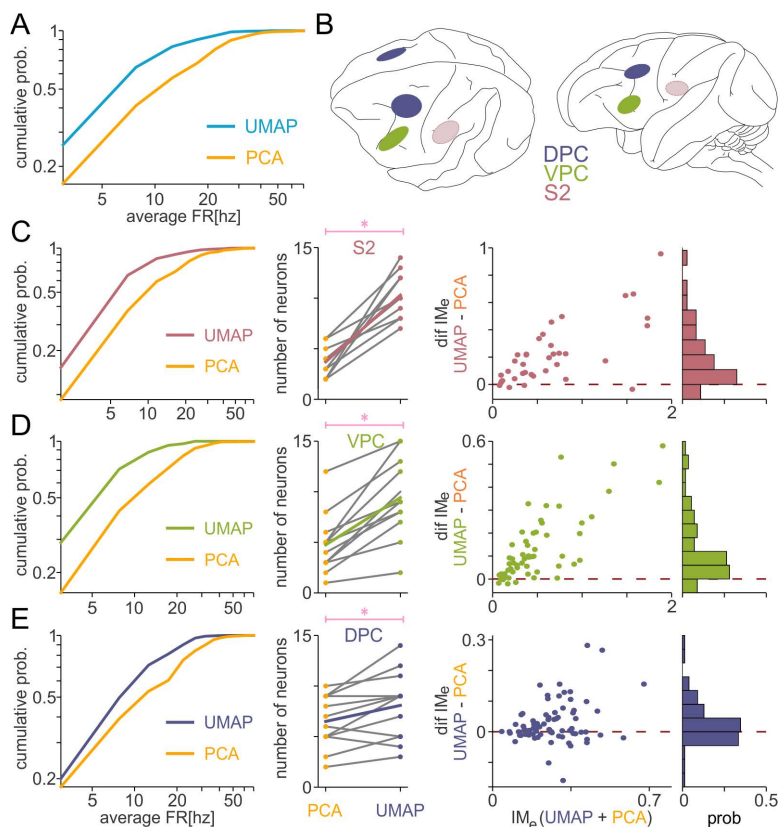 A
cumulative prob.
1
0.5
0.2
UMAP
PCA
5
10
20
50
average FR[hz]
B
DPC
VPC
S2
C
cumulative prob.
1
0.5
0.2
UMAP
PCA
5
10
20
50
number of neurons
15
0
*
S2
dif IMe
UMAP - PCA
1
0
0
2
D
cumulative prob.
1
0.5
0.2
UMAP
PCA
5
10
20
50
number of neurons
15
0
*
VPC
dif IMe
UMAP - PCA
0.6
0
0
2
E
cumulative prob.
1
0.5
0.2
UMAP
PCA
5
10
20
50
average FR[hz]
number of neurons
15
0
*
DPC
PCA
UMAP
dif IMe
UMAP - PCA
0.3
0
0
0.7
IMe(UMAP + PCA)
0
0.5
prob